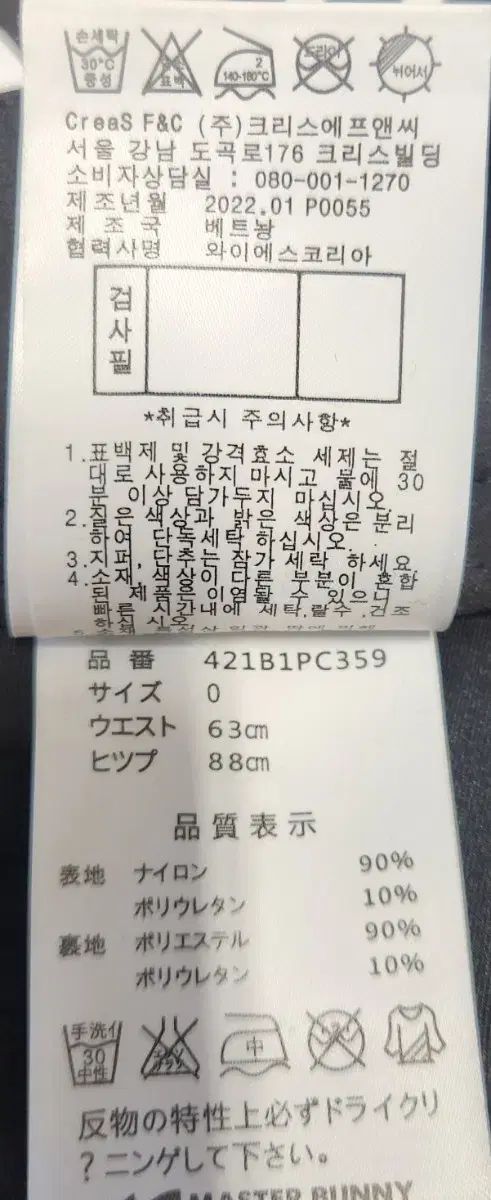 손세탁
30°C
중성
염소
표백
2
140-180°C
드라이
뉘어서
CreaS F&C (주)크리스에프앤씨
서울 강남 도곡로176 크리스빌딩
소비자상담실 : 080-001-1270
제조년월 2022.01 P0055
제 조 국 베트남
협력사명 와이에스코리아
검사필
*취급시 주의사항*
1.표백제 및 강력효소 세제는 절
대로 사용하지 마시고 물에 30
분 이상 담가두지 마십시오.
2.짙은 색상과 밝은 색상은 분리
하여 단독세탁 하십시오.
3.지퍼,단추는 잠가 세탁 하세요
4.소재,색상이 다른 부분이 혼합
된 제품은 이염될 수 있으니
빠른 시간내에 세탁,탈수,건조
하십시오
品番 421B1PC359
サイズ 0
ウエスト 63㎝
ヒツプ 88㎝
品質表示
表地 ナイロン 90%
ポリウレタン 10%
裏地 ポリエステル 90%
ポリウレタン 10%
手洗イ
30
中性
中
反物の特性上必ずドライクリ
?ニンゲして下さい。
MASTER BUNNY